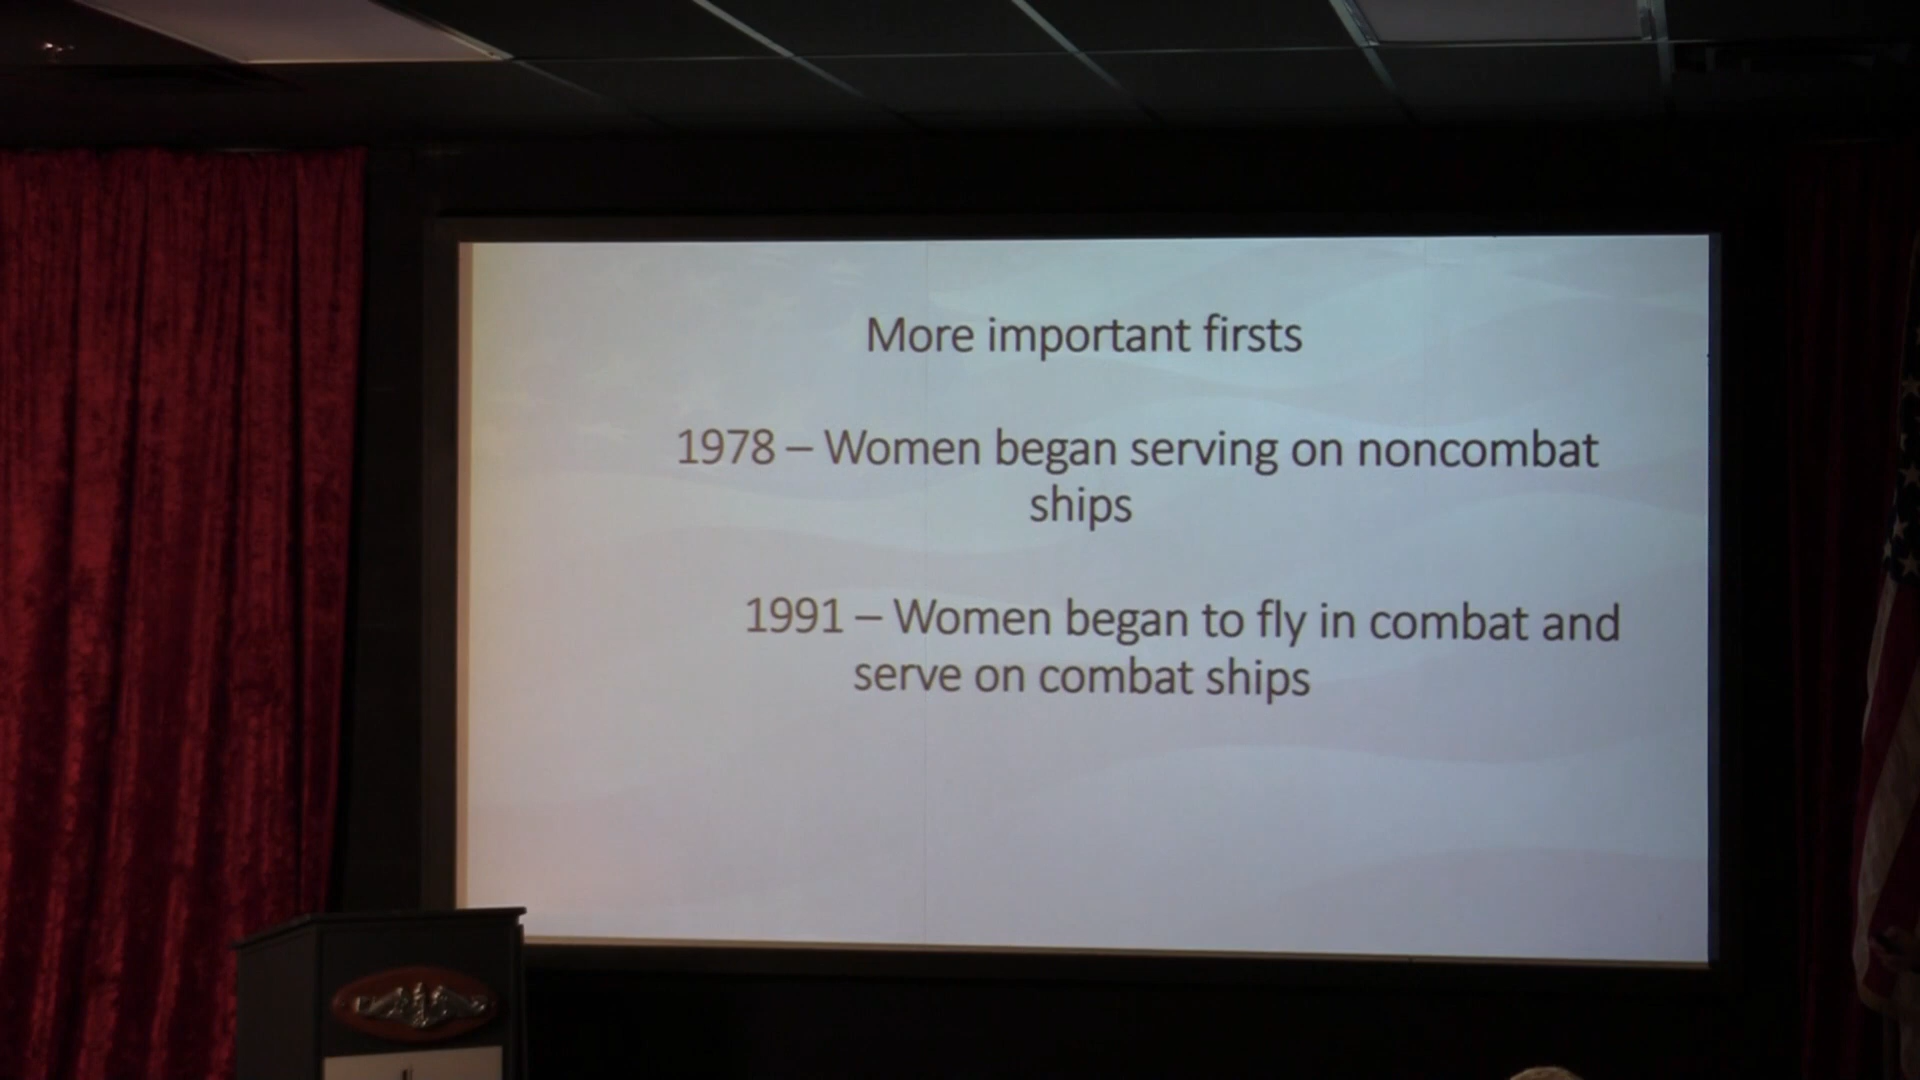 More important firsts
1978 – Women began serving on noncombat
ships
1991 – Women began to fly in combat and
serve on combat ships